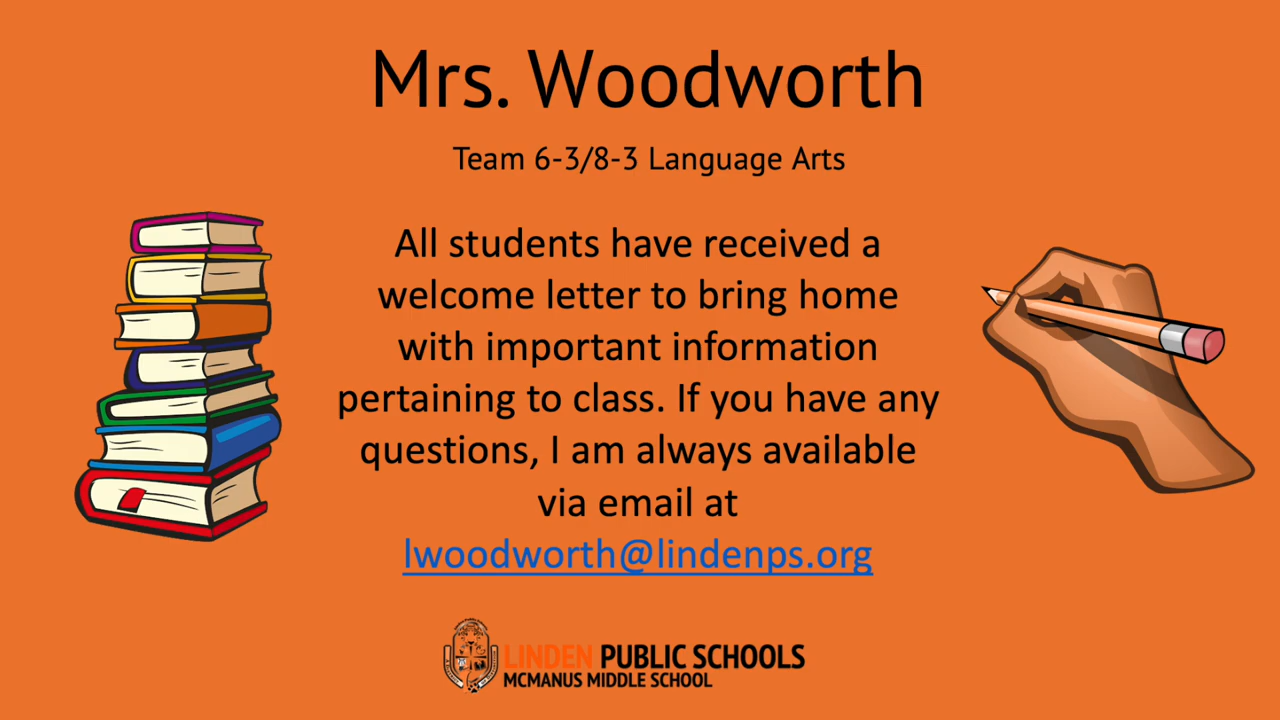 Mrs. Woodworth
Team 6-3/8-3 Language Arts
All students have received a
welcome letter to bring home
with important information
pertaining to class. If you have any
questions, I am always available
via email at
lwoodworth@lindenps.org
LINDEN PUBLIC SCHOOLS
MCMANUS MIDDLE SCHOOL